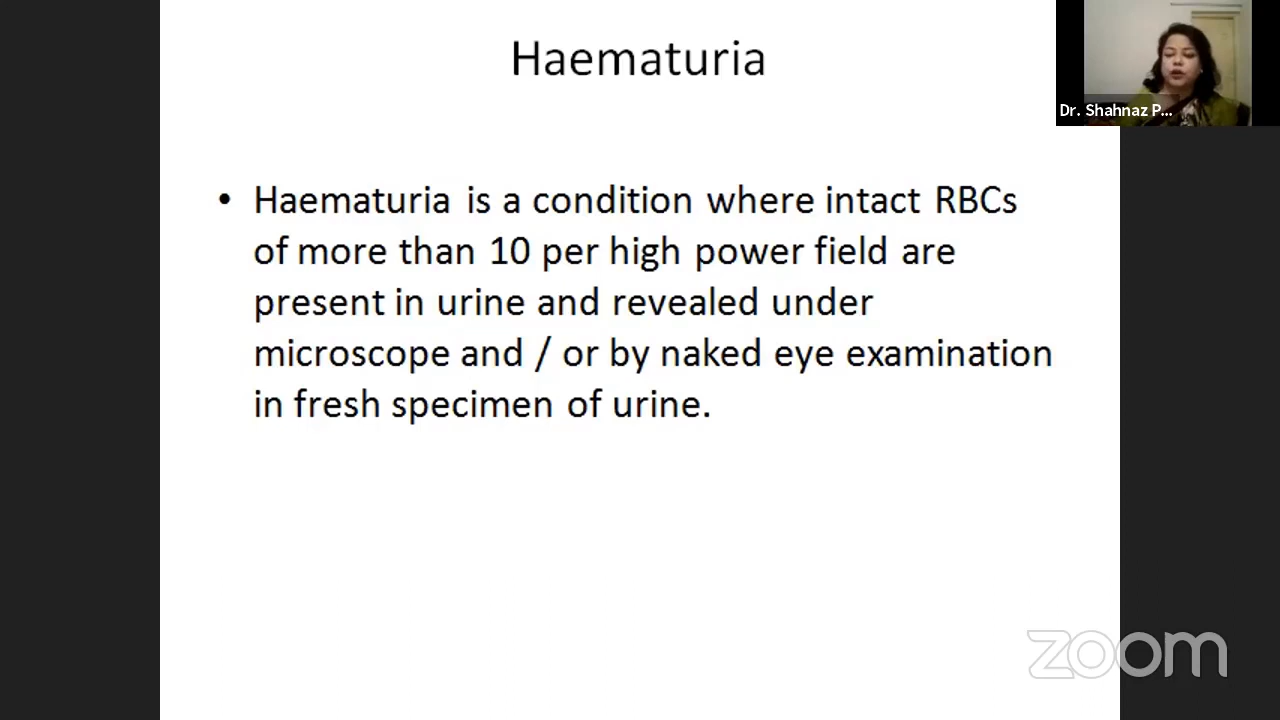 Haematuria
Dr. Shahnaz P...
• Haematuria is a condition where intact RBCs
of more than 10 per high power field are
present in urine and revealed under
microscope and / or by naked eye examination
in fresh specimen of urine.
zoom